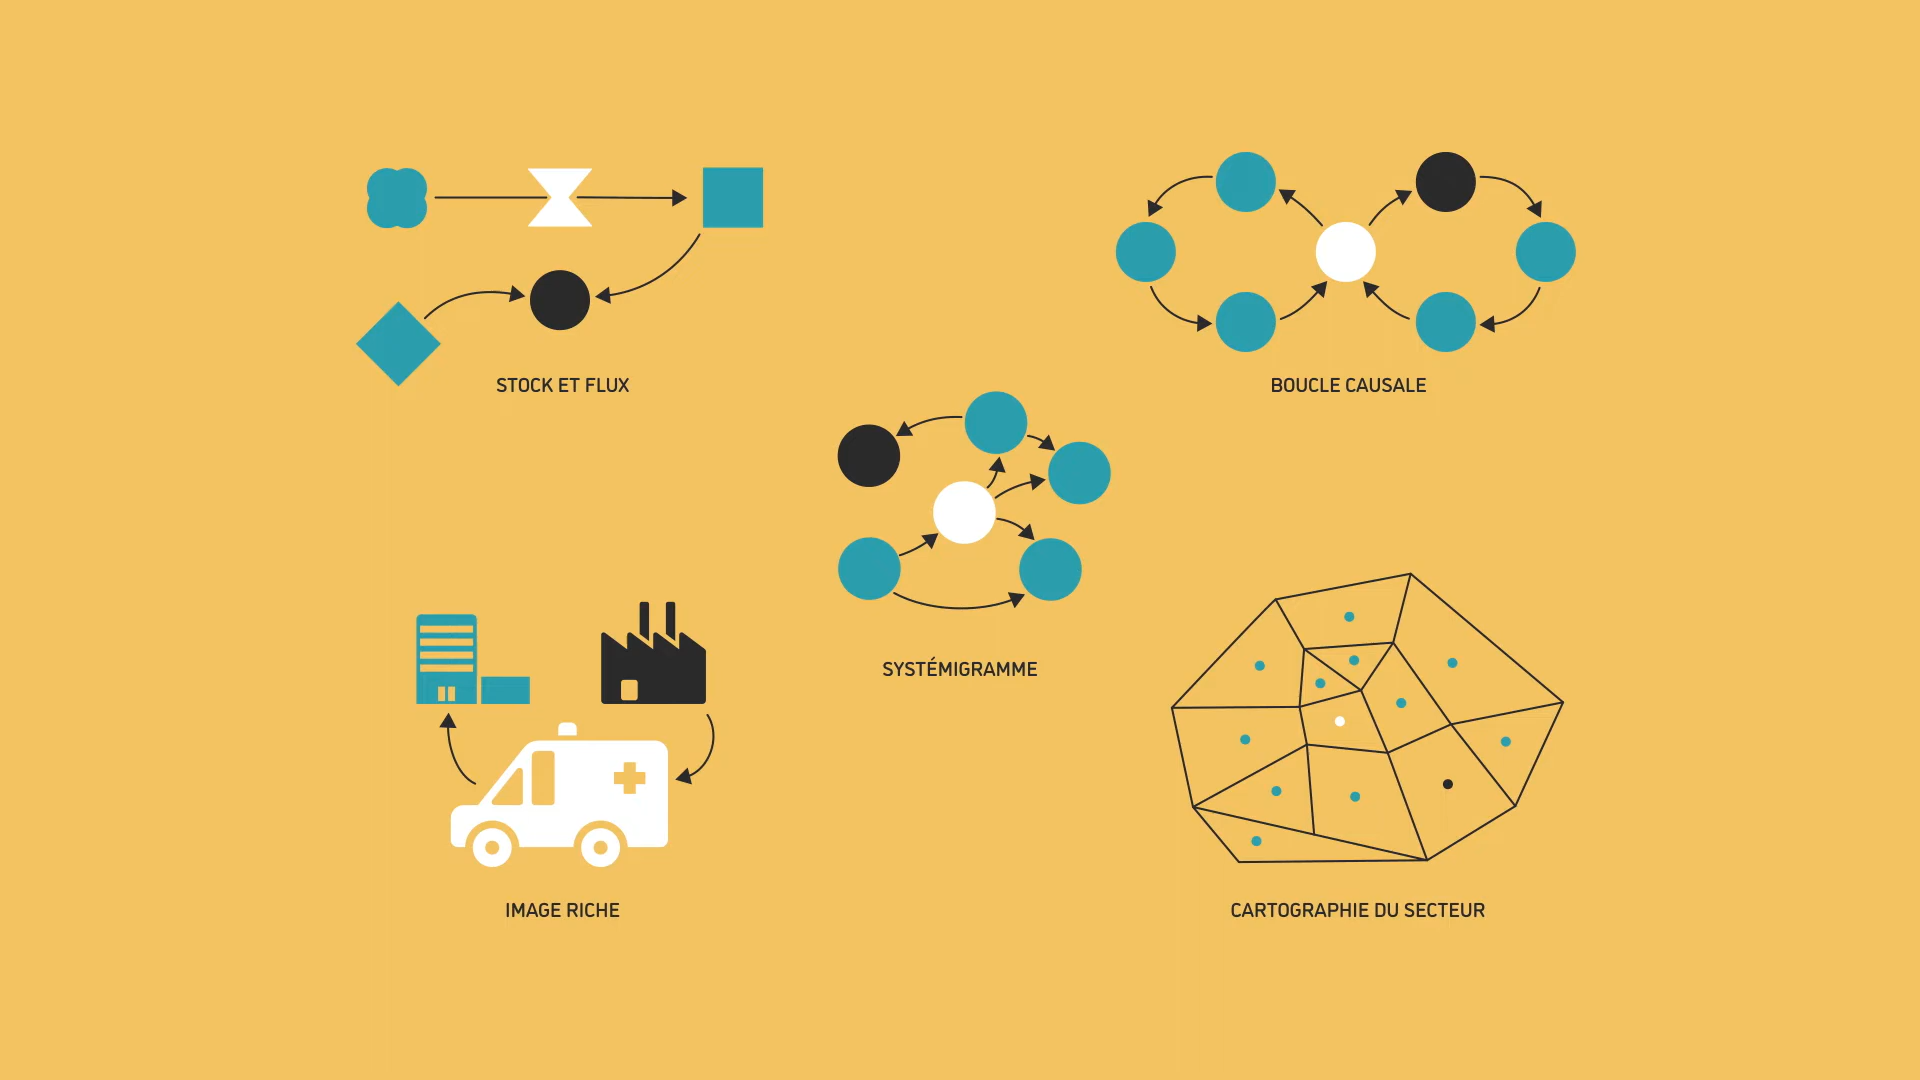 STOCK ET FLUX
BOUCLE CAUSALE
SYSTÉMIGRAMME
IMAGE RICHE
CARTOGRAPHIE DU SECTEUR